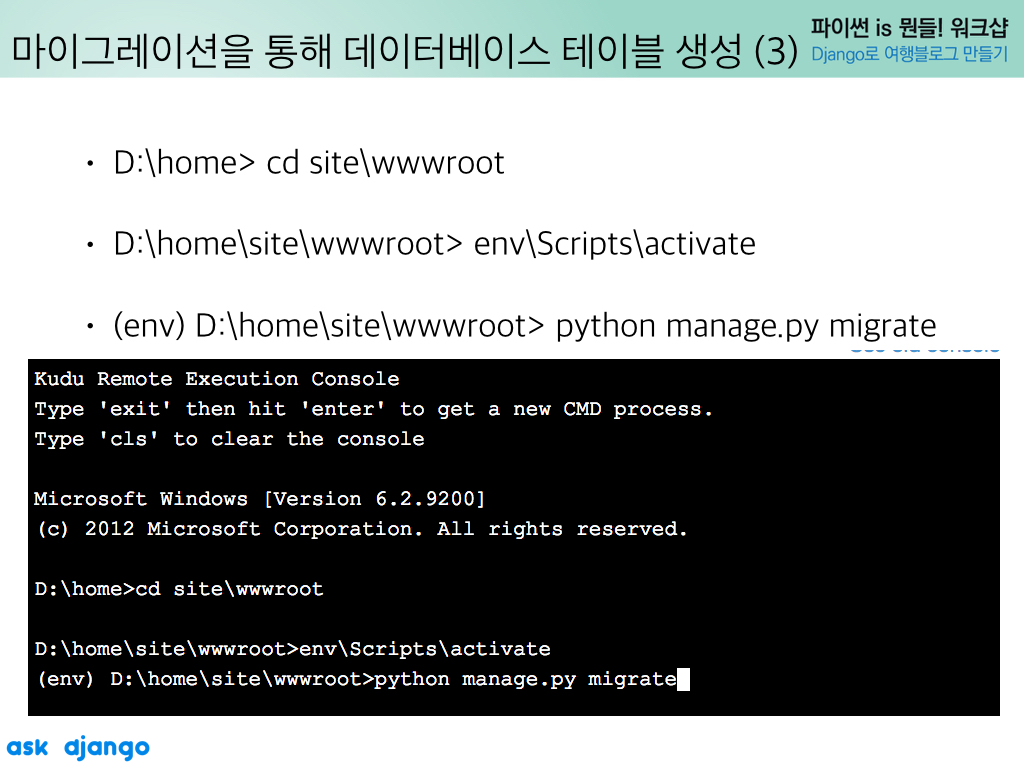 마이그레이션을 통해 데이터베이스 테이블 생성 (3)
파이썬 is 뭔들! 워크샵
Django로 여행블로그 만들기
• D:\home> cd site\wwwroot
• D:\home\site\wwwroot> env\Scripts\activate
• (env) D:\home\site\wwwroot> python manage.py migrate
Kudu Remote Execution Console
Type 'exit' then hit 'enter' to get a new CMD process.
Type 'cls' to clear the console
Microsoft Windows [Version 6.2.9200]
(c) 2012 Microsoft Corporation. All rights reserved.
D:\home>cd site\wwwroot
D:\home\site\wwwroot>env\Scripts\activate
(env) D:\home\site\wwwroot>python manage.py migrate
ask django